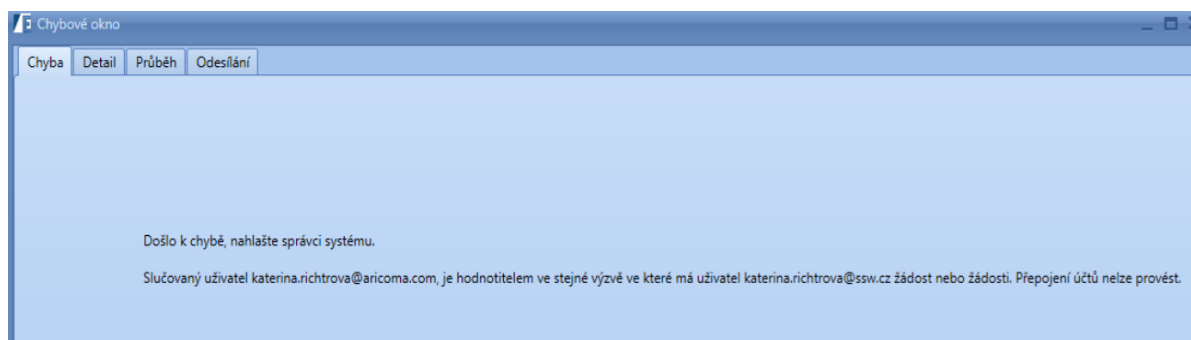 Chybové okno
Chyba Detail Průběh Odesílání
Došlo k chybě, nahlašte správci systému.
Slučovaný uživatel katerina.richtrova@aricoma.com, je hodnotitelem ve stejné výzvě ve které má uživatel katerina.richtrova@ssw.cz žádost nebo žádosti. Přepojení účtů nelze provést.